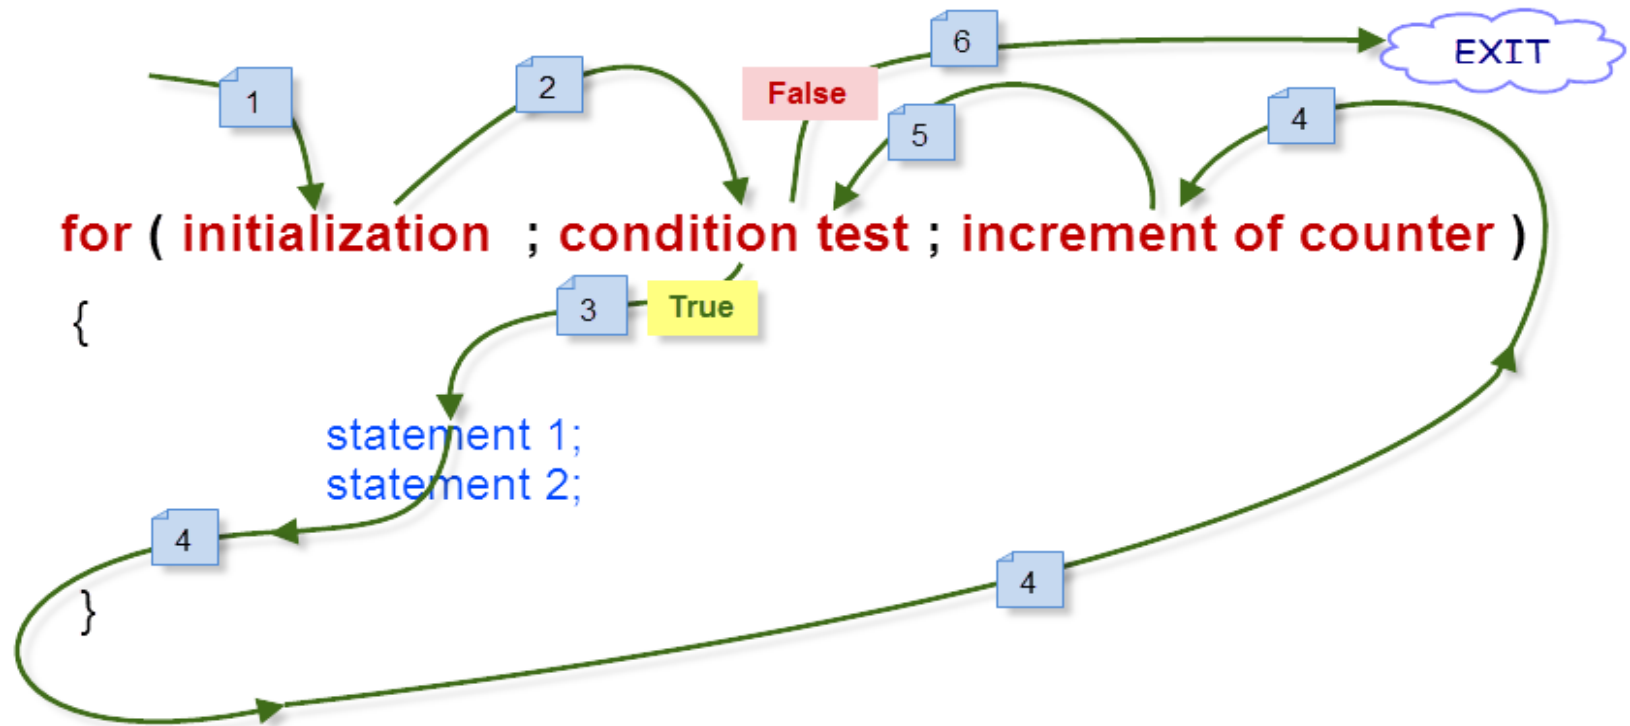 6
EXIT
2
False
1
4
5
for ( initialization ; condition test ; increment of counter )
3
True
{
statement 1;
statement 2;
4
4
}